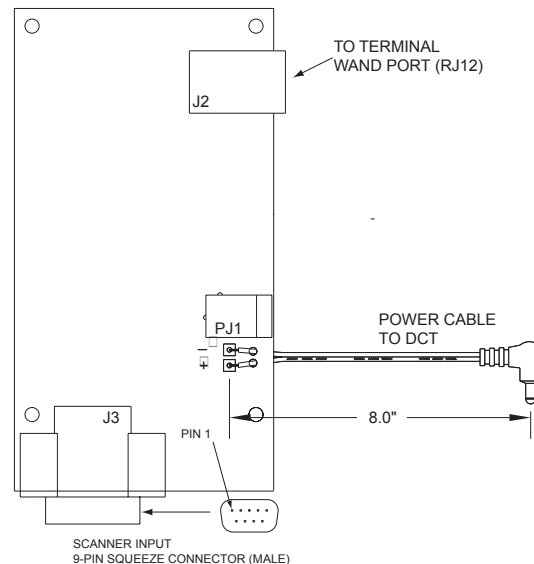 TO TERMINAL
WAND PORT (RJ12)
J2
PJ1
POWER CABLE
TO DCT
–
+
8.0"
J3
PIN 1
SCANNER INPUT
9-PIN SQUEEZE CONNECTOR (MALE)